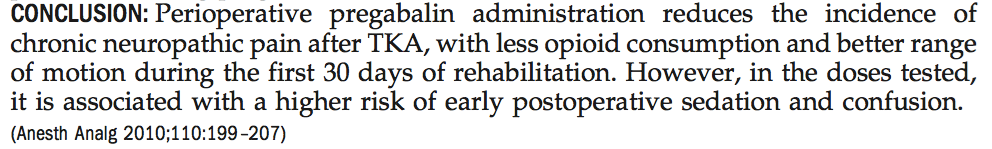 CONCLUSION: Perioperative pregabalin administration reduces the incidence of
chronic neuropathic pain after TKA, with less opioid consumption and better range
of motion during the first 30 days of rehabilitation. However, in the doses tested,
it is associated with a higher risk of early postoperative sedation and confusion.
(Anesth Analg 2010;110:199–207)